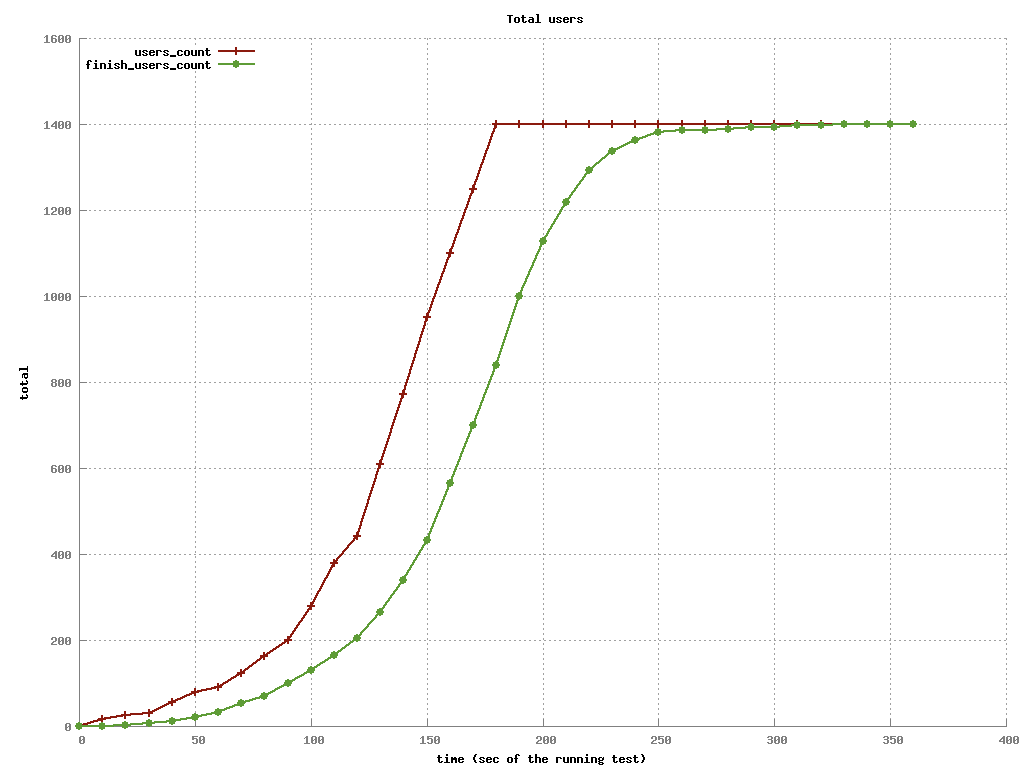 Total users
users_count
finish_users_count
1600
1400
1200
1000
800
600
400
200
0
total
0 50 100 150 200 250 300 350 400
time (sec of the running test)